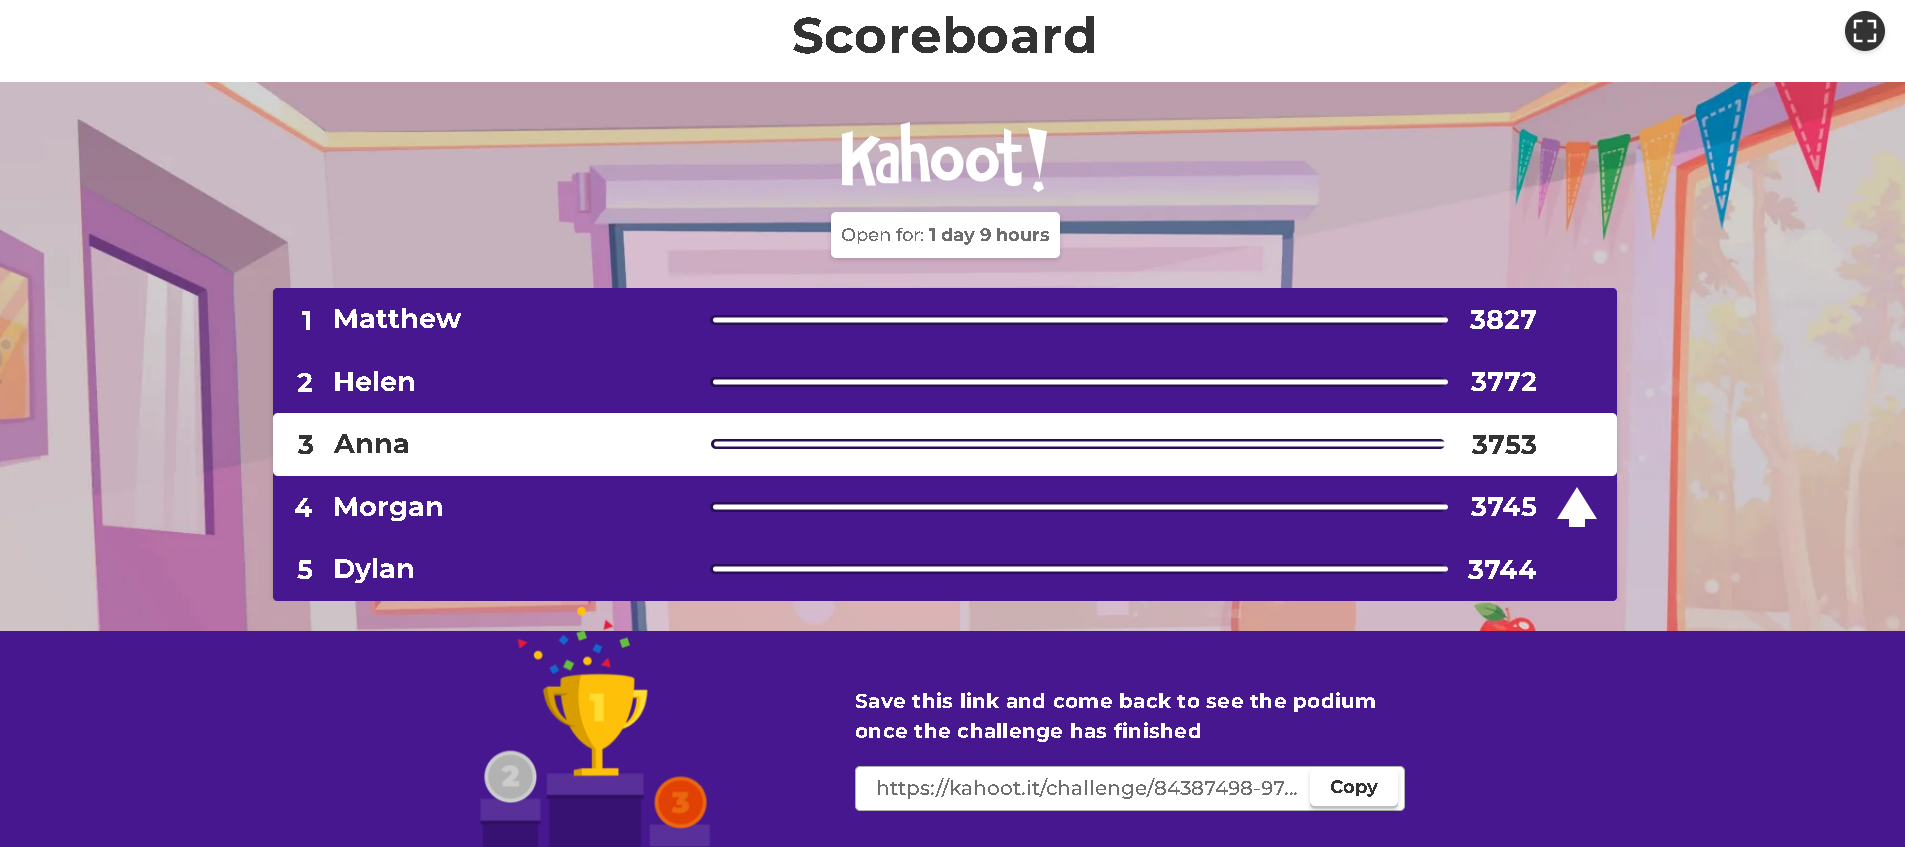 Scoreboard
Kahoot!
Open for: 1 day 9 hours
1 Matthew 3827
2 Helen 3772
3 Anna 3753
4 Morgan 3745
5 Dylan 3744
1
2
3
Save this link and come back to see the podium
once the challenge has finished
https://kahoot.it/challenge/84387498-97... Copy